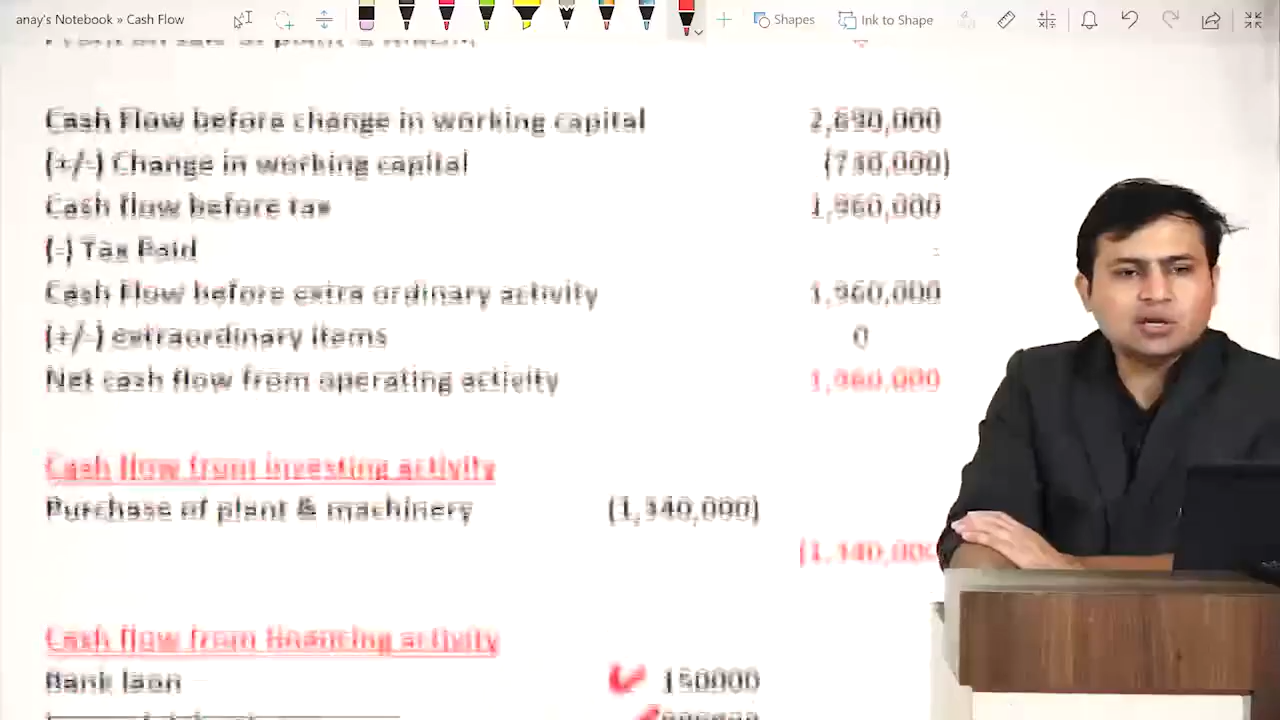 anay's Notebook » Cash Flow
Shapes
Ink to Shape
Cash Flow before change in working capital 2,690,000
(+/-) Change in working capital (730,000)
Cash flow before tax 1,960,000
(-) Tax Paid -
Cash Flow before extra ordinary activity 1,960,000
(+/-) extraordinary items 0
Net cash flow from operating activity 1,960,000
Cash flow from investing activity
Purchase of plant & machinery (1,340,000)
Cash flow from financing activity
Bank laon 150000